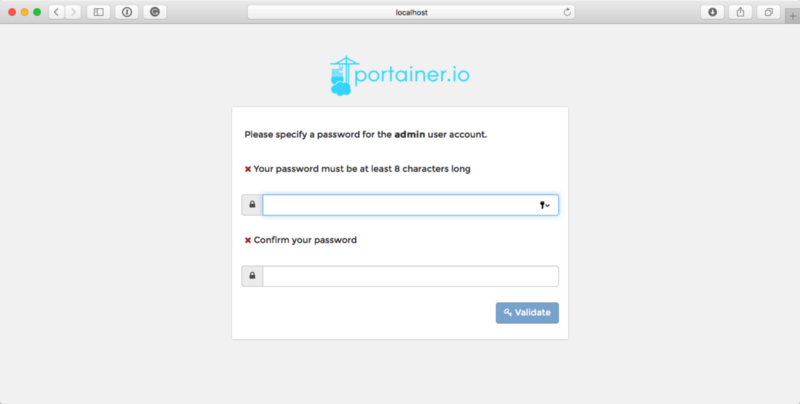 localhost
portainer.io
Please specify a password for the admin user account.
Your password must be at least 8 characters long
Confirm your password
Validate